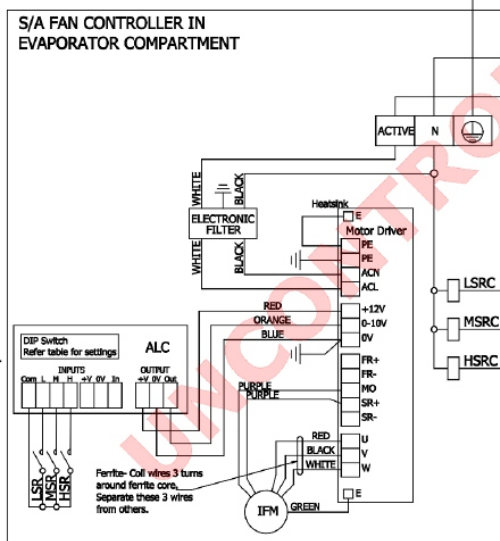 S/A FAN CONTROLLER IN
EVAPORATOR COMPARTMENT
ACTIVE N
WHITE
BLACK
ELECTRONIC
FILTER
WHITE
BLACK
Heatsink
E
Motor Driver
PE
PE
ACN
ACL
LSRC
MSRC
HSRC
RED
ORANGE
BLUE
+12V
0-10V
0V
DIP Switch
Refer table for settings
ALC
INPUTS
OUTPUT
Com L M H +V 0V In
+V 0V Out
FR+
FR-
MO
SR+
SR-
PURPLE
PURPLE
RED
BLACK
WHITE
U
V
W
LSR
MSR
HSR
Ferrite- Coil wires 3 turns
around ferrite core.
Separate these 3 wires
from others.
IFM
GREEN
E
UNCONTRO